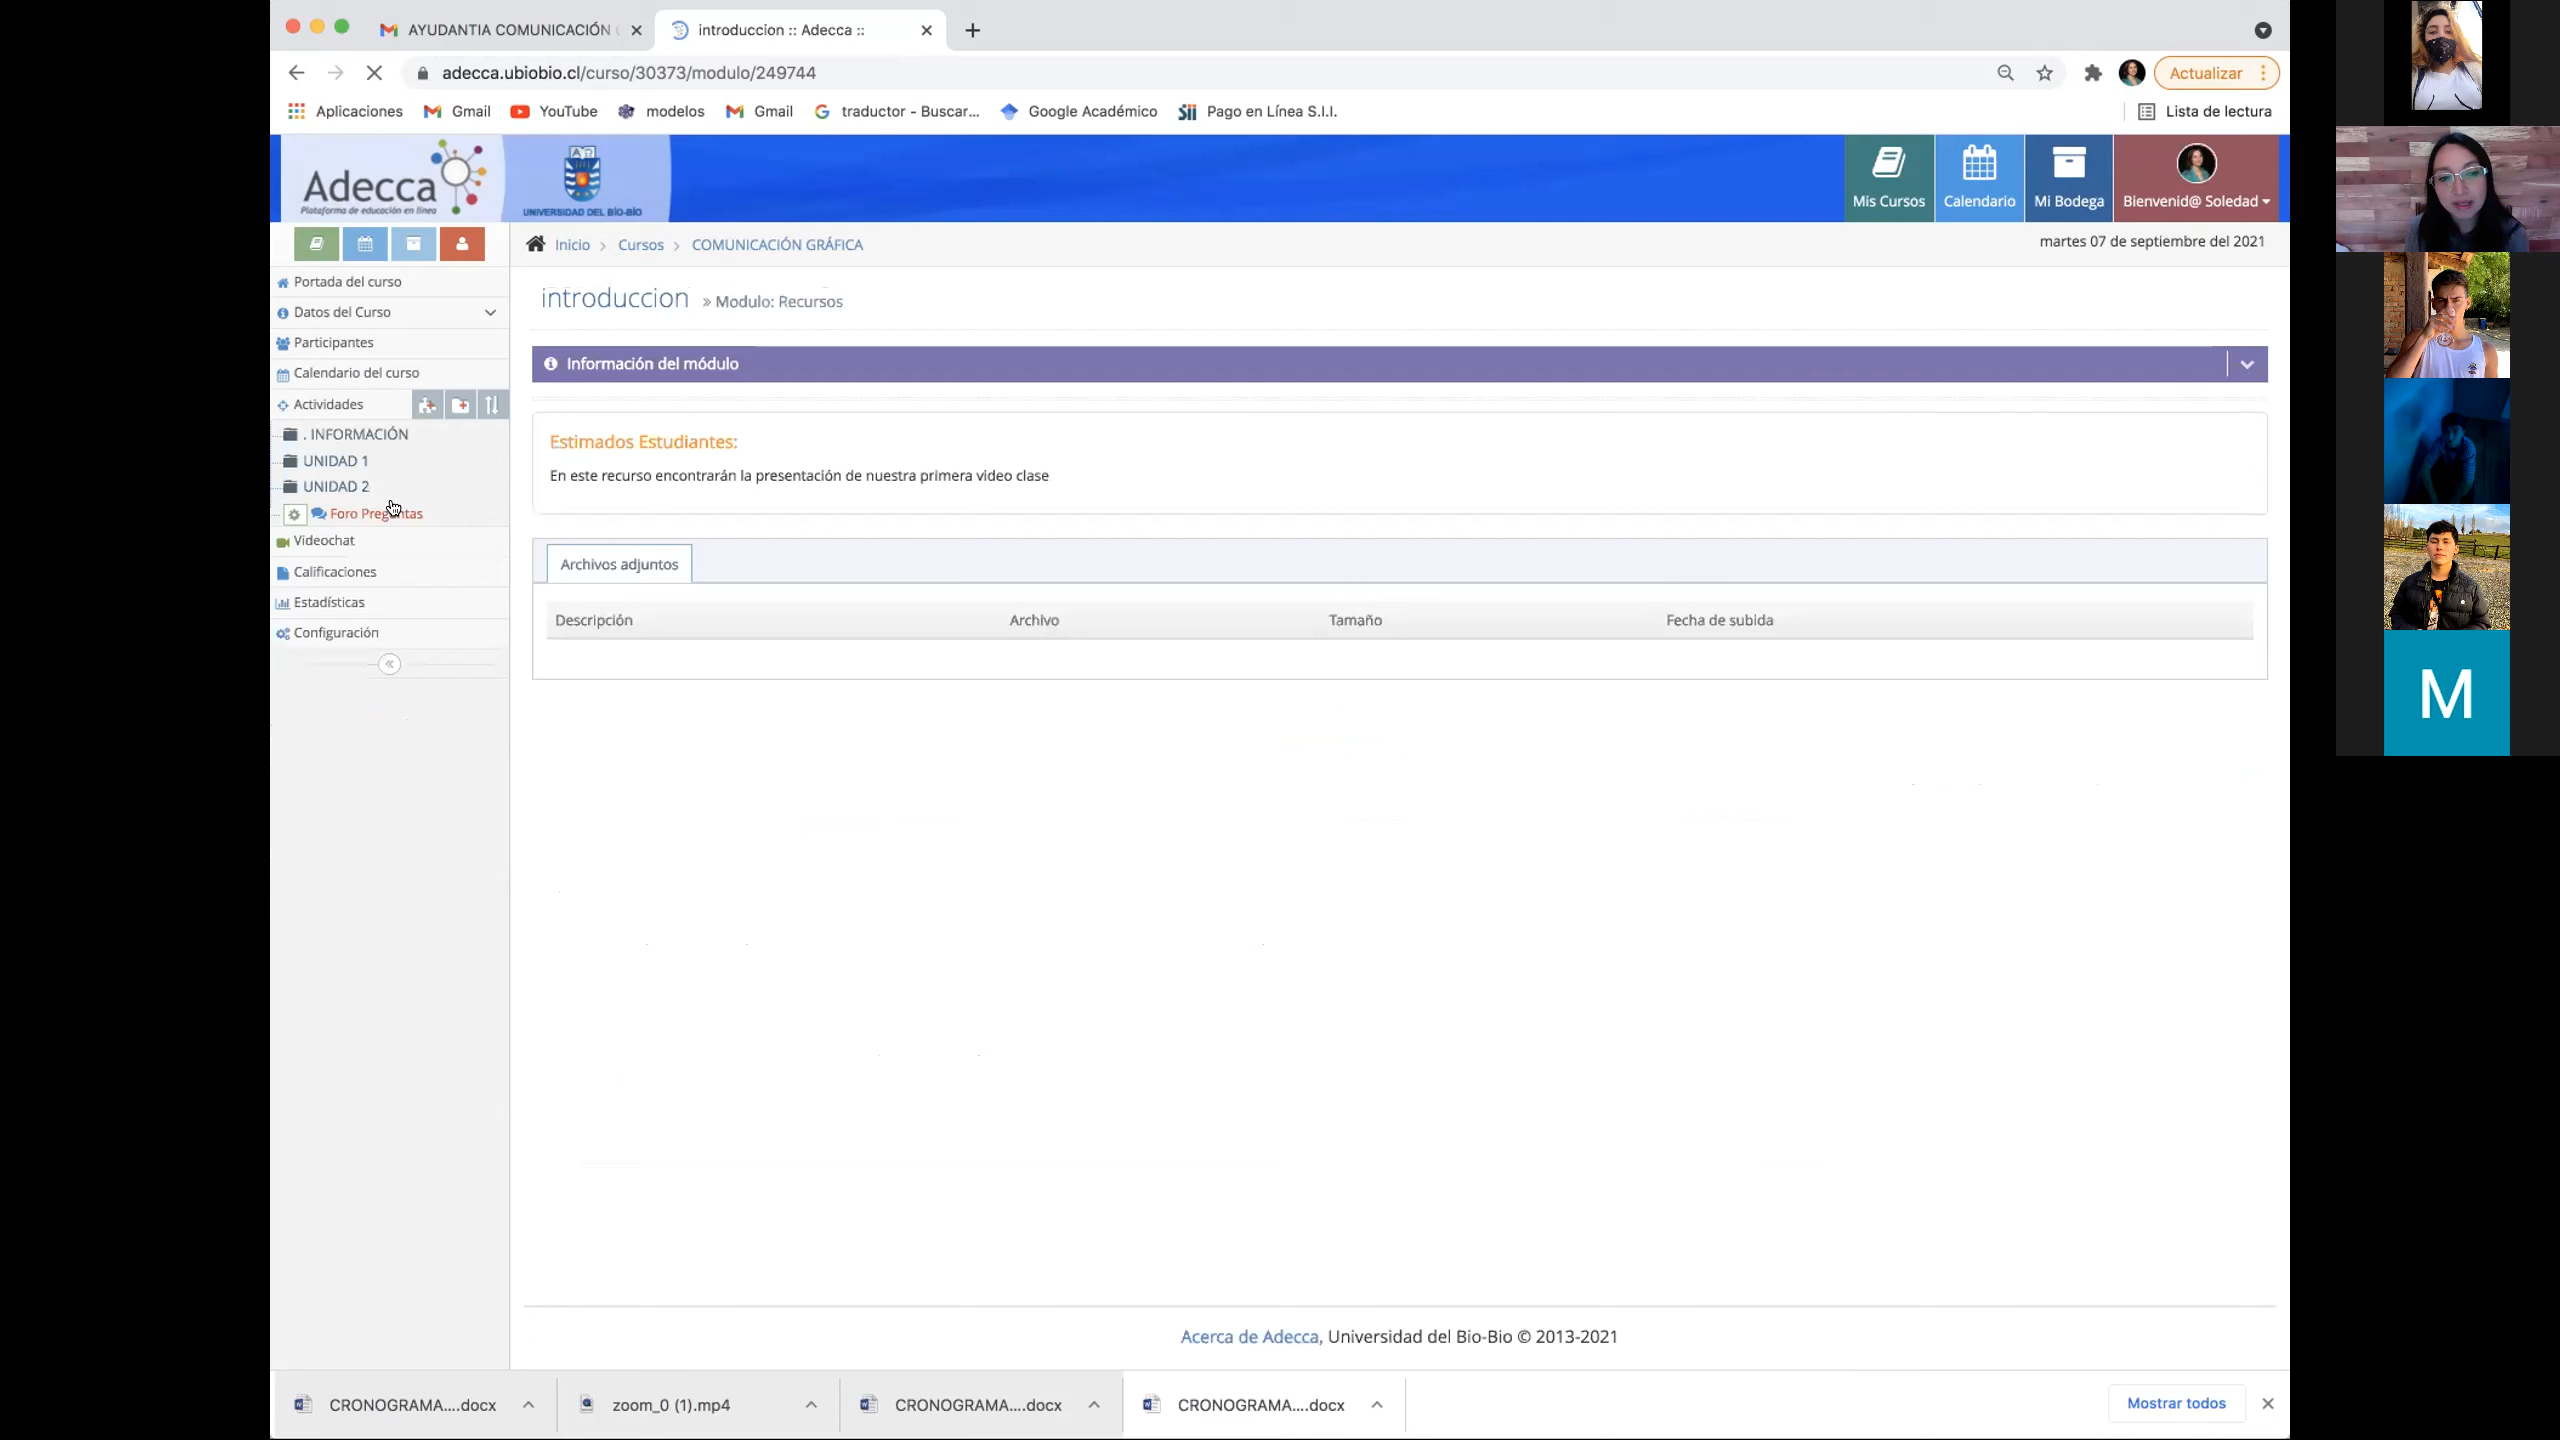 AYUDANTIA COMUNICACIÓN
introduccion :: Adecca ::
adecca.ubiobio.cl/curso/30373/modulo/249744
Actualizar
Aplicaciones
Gmail
YouTube
modelos
Gmail
traductor - Buscar...
Google Académico
Pago en Línea S.I.I.
Lista de lectura
Adecca
Plataforma de educación en línea
UNIVERSIDAD DEL BÍO-BÍO
Mis Cursos
Calendario
Mi Bodega
Bienvenid@ Soledad
Inicio > Cursos > COMUNICACIÓN GRÁFICA
martes 07 de septiembre del 2021
Portada del curso
Datos del Curso
Participantes
Calendario del curso
Actividades
. INFORMACIÓN
UNIDAD 1
UNIDAD 2
Foro Preguntas
Videochat
Calificaciones
Estadísticas
Configuración
introduccion » Modulo: Recursos
Información del módulo
Estimados Estudiantes:
En este recurso encontrarán la presentación de nuestra primera video clase
Archivos adjuntos
Descripción Archivo Tamaño Fecha de subida
Acerca de Adecca, Universidad del Bio-Bio © 2013-2021
CRONOGRAMA....docx
zoom_0 (1).mp4
CRONOGRAMA....docx
CRONOGRAMA....docx
Mostrar todos
M